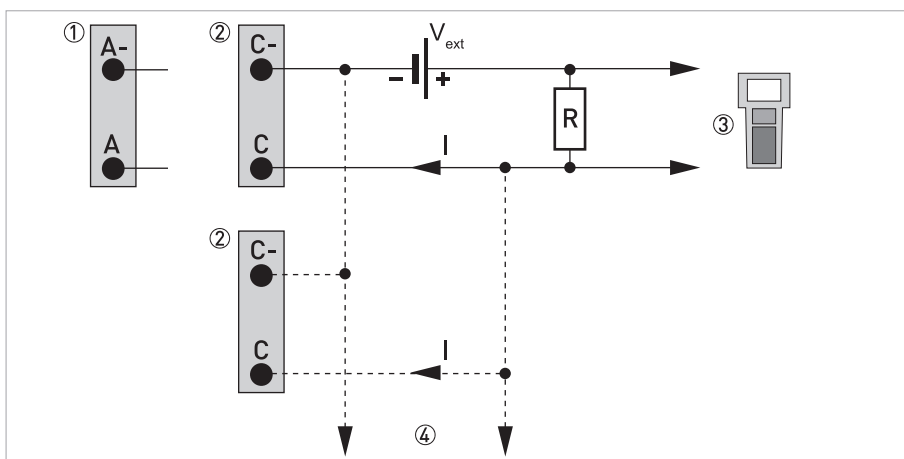 ① ② V ext
A- C-
- +
R ③
A C I
② C-
C I
④